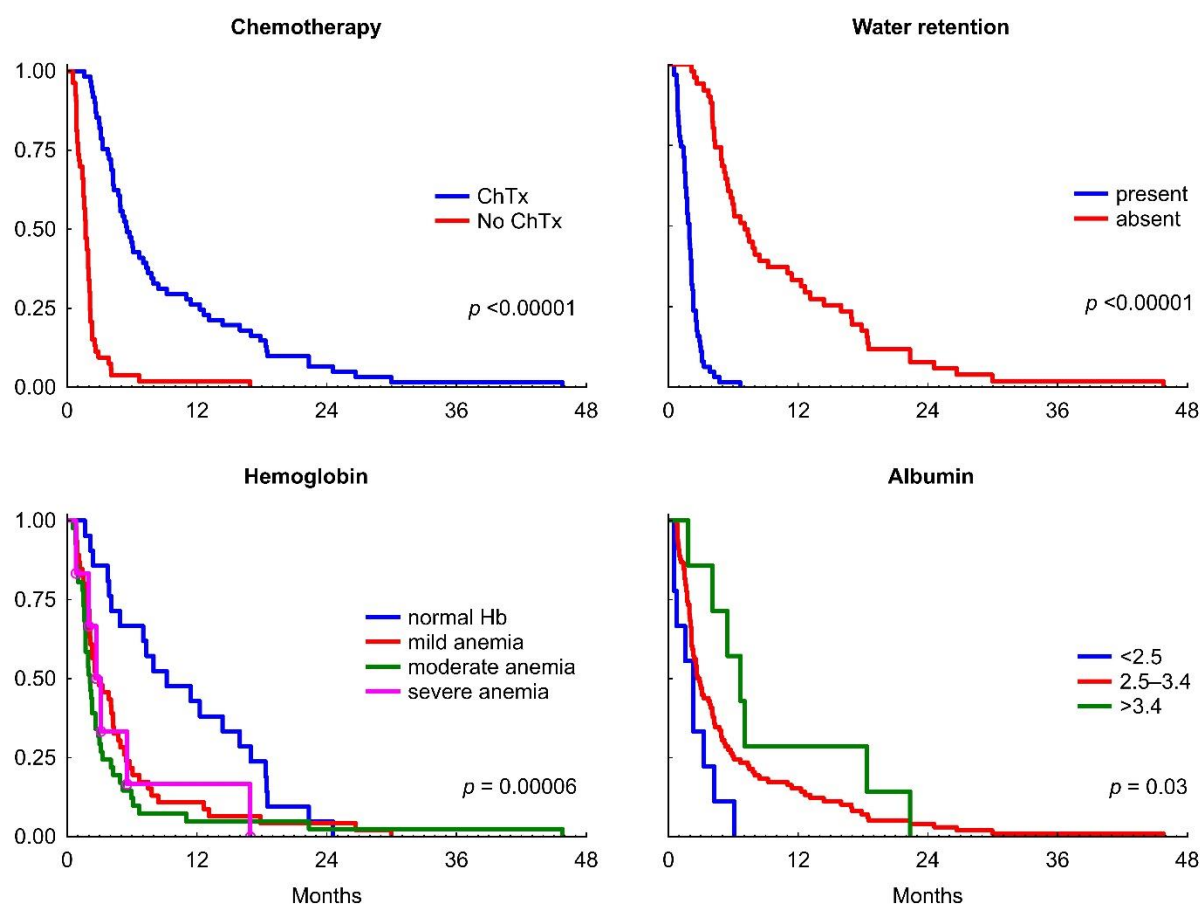 Chemotherapy
1.00
0.75
0.50
0.25
0.00
ChTx
No ChTx
p <0.00001
0 12 24 36 48
Water retention
present
absent
p <0.00001
0 12 24 36 48
Hemoglobin
1.00
0.75
0.50
0.25
0.00
normal Hb
mild anemia
moderate anemia
severe anemia
p = 0.00006
0 12 24 36 48
Months
Albumin
<2.5
2.5–3.4
>3.4
p = 0.03
0 12 24 36 48
Months